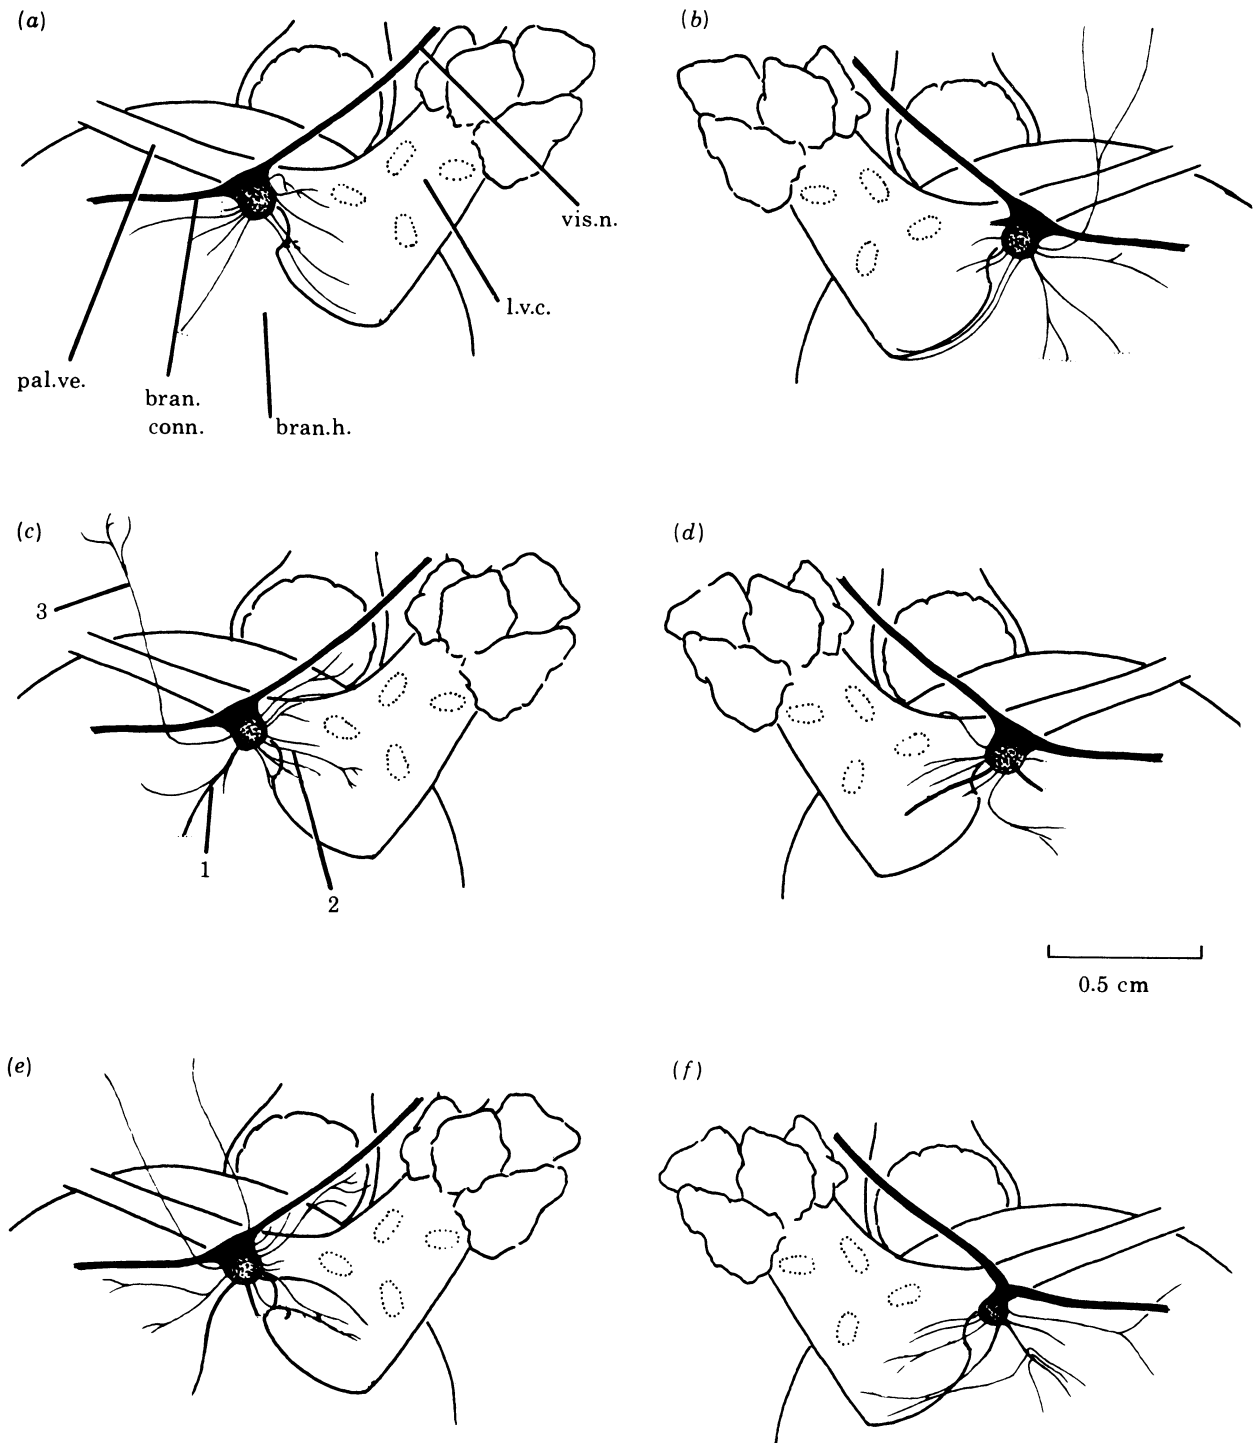 (a)
(b)
vis.n.
l.v.c.
pal.ve.
bran.
conn.
bran.h.
(c)
(d)
3
1
2
0.5 cm
(e)
(f)